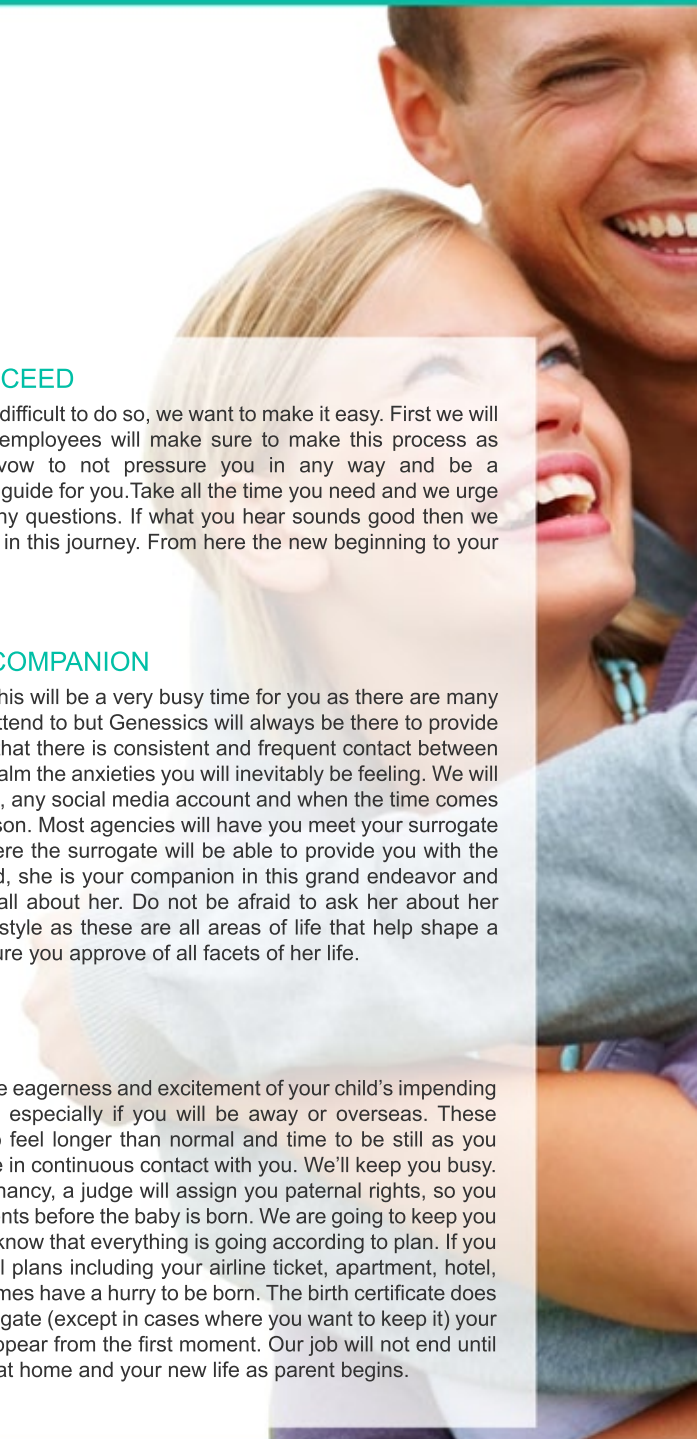 CEED
difficult to do so, we want to make it easy. First we will
employees will make sure to make this process as
vow to not pressure you in any way and be a
guide for you.Take all the time you need and we urge
ny questions. If what you hear sounds good then we
in this journey. From here the new beginning to your
COMPANION
his will be a very busy time for you as there are many
ttend to but Genessics will always be there to provide
hat there is consistent and frequent contact between
alm the anxieties you will inevitably be feeling. We will
, any social media account and when the time comes
son. Most agencies will have you meet your surrogate
ere the surrogate will be able to provide you with the
d, she is your companion in this grand endeavor and
all about her. Do not be afraid to ask her about her
style as these are all areas of life that help shape a
ure you approve of all facets of her life.
e eagerness and excitement of your child’s impending
, especially if you will be away or overseas. These
o feel longer than normal and time to be still as you
e in continuous contact with you. We’ll keep you busy.
nancy, a judge will assign you paternal rights, so you
nts before the baby is born. We are going to keep you
know that everything is going according to plan. If you
l plans including your airline ticket, apartment, hotel,
mes have a hurry to be born. The birth certificate does
gate (except in cases where you want to keep it) your
ppear from the first moment. Our job will not end until
at home and your new life as parent begins.